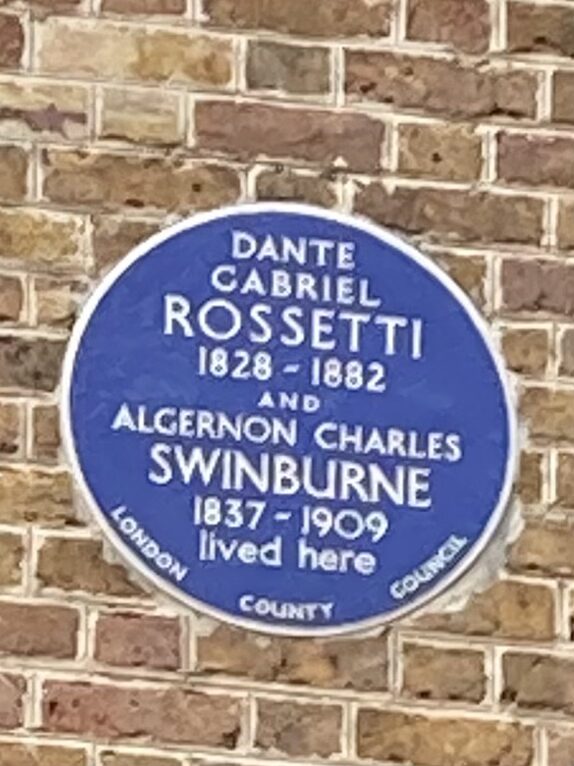 DANTE
GABRIEL
ROSSETTI
1828 - 1882
AND
ALGERNON CHARLES
SWINBURNE
1837 - 1909
lived here
LONDON COUNTY COUNCIL